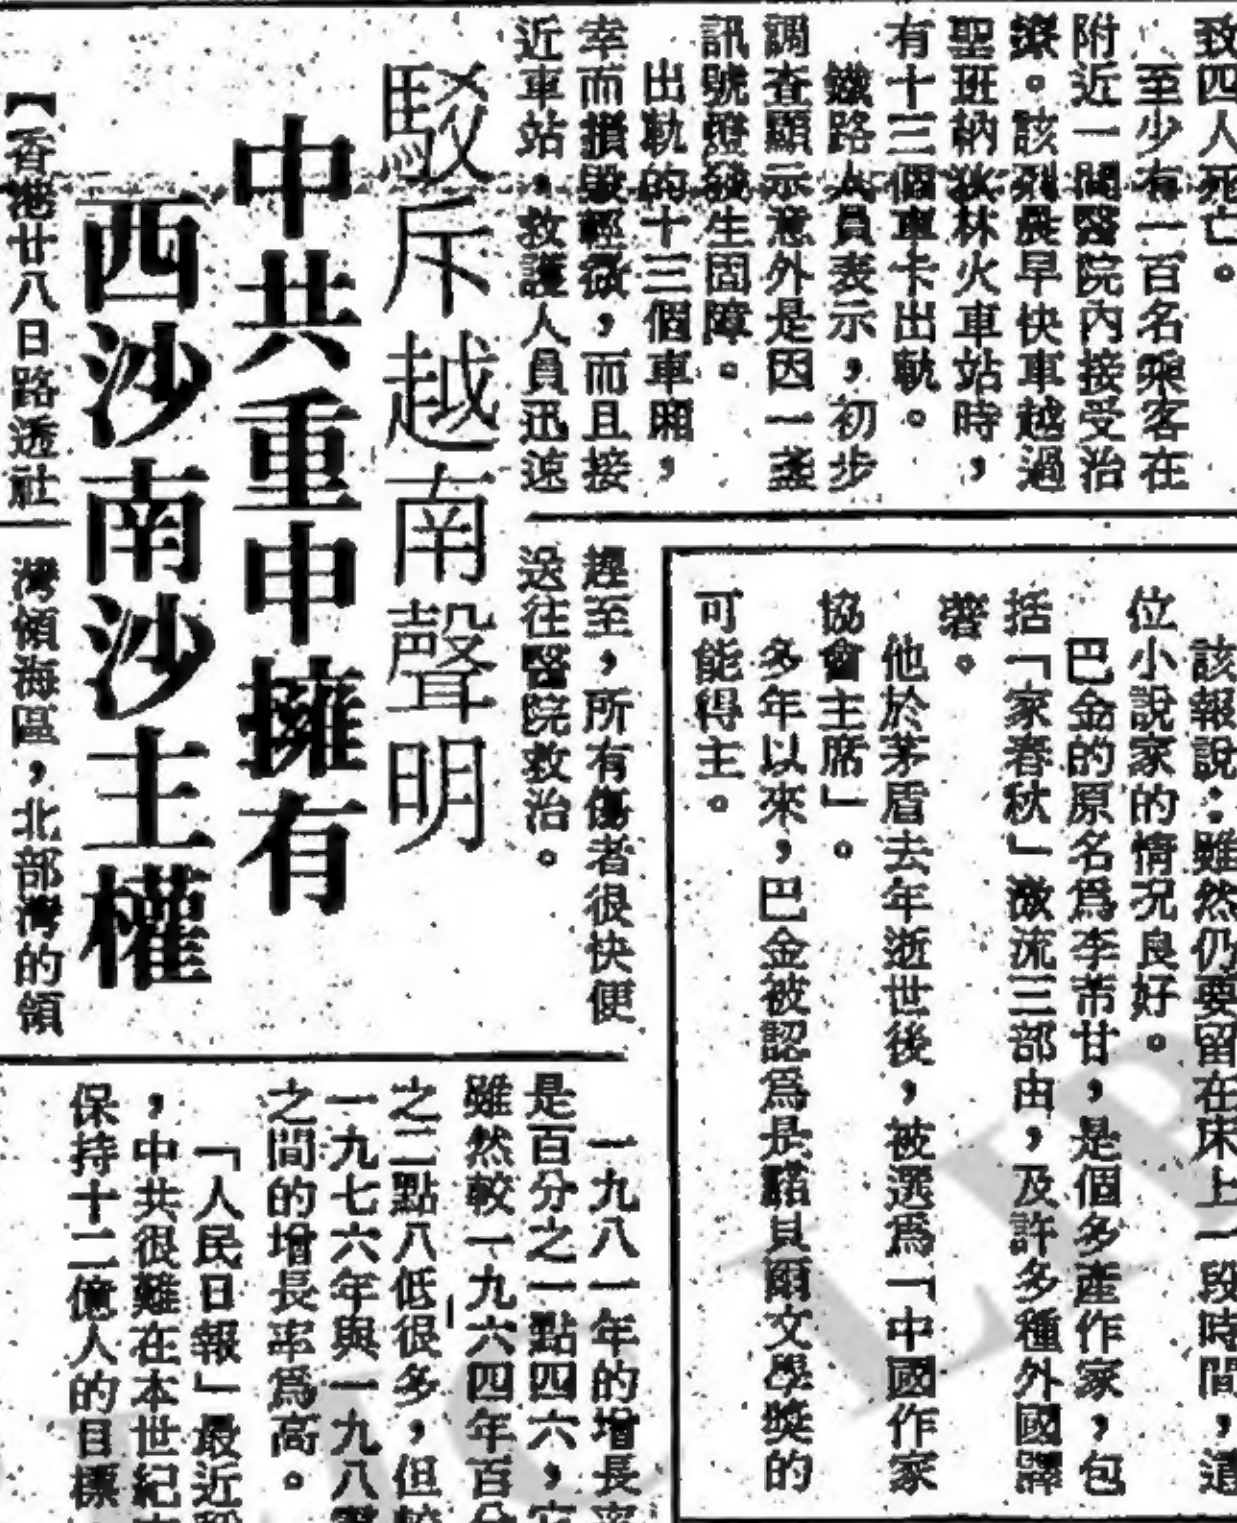 致四人死亡。
至少有一百名乘客在
附近一間醫院內接受治
療。該列晨早快車越過
聖班納狄林火車站時，
有十三個車卡出軌。
鐵路人員表示，初步
調查顯示意外是因一盞
訊號燈發生固障。
出軌的十三個車廂，
幸而損毀輕微，而且接
近車站，救護人員迅速
趕至，所有傷者很快便
送往醫院救治。
該報說：雖然仍要留在床上一段時間，這
位小說家的情況良好。
巴金的原名爲李芾甘，是個多產作家，包
括「家春秋」激流三部由，及許多種外國譯
著。
他於茅盾去年逝世後，被選爲「中國作家
協會主席」。
多年以來，巴金被認爲是諾貝爾文學獎的
可能得主。
駁斥越南聲明
中共重申擁有
西沙南沙主權
【香港廿八日路透社
灣領海區，北部灣的領
一九八一年的增長率
是百分之一點四六，它
雖然較一九六四年百分
之二點八低很多，但較
一九七六年與一九八零
之間的增長率爲高。
「人民日報」最近
，中共很難在本世紀
保持十二億人的目標